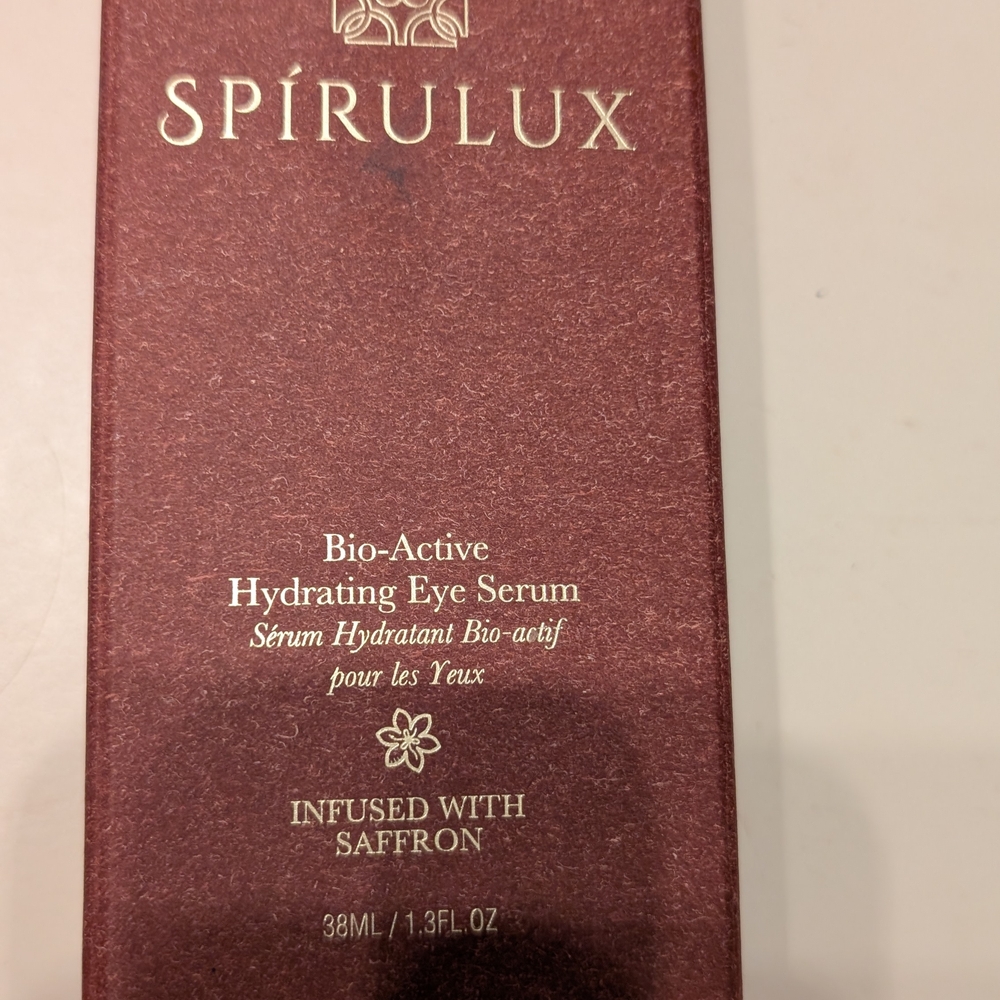 SPÍRULUX
Bio-Active
Hydrating Eye Serum
Sérum Hydratant Bio-actif
pour les Yeux
INFUSED WITH
SAFFRON
38ML / 1.3FL.OZ